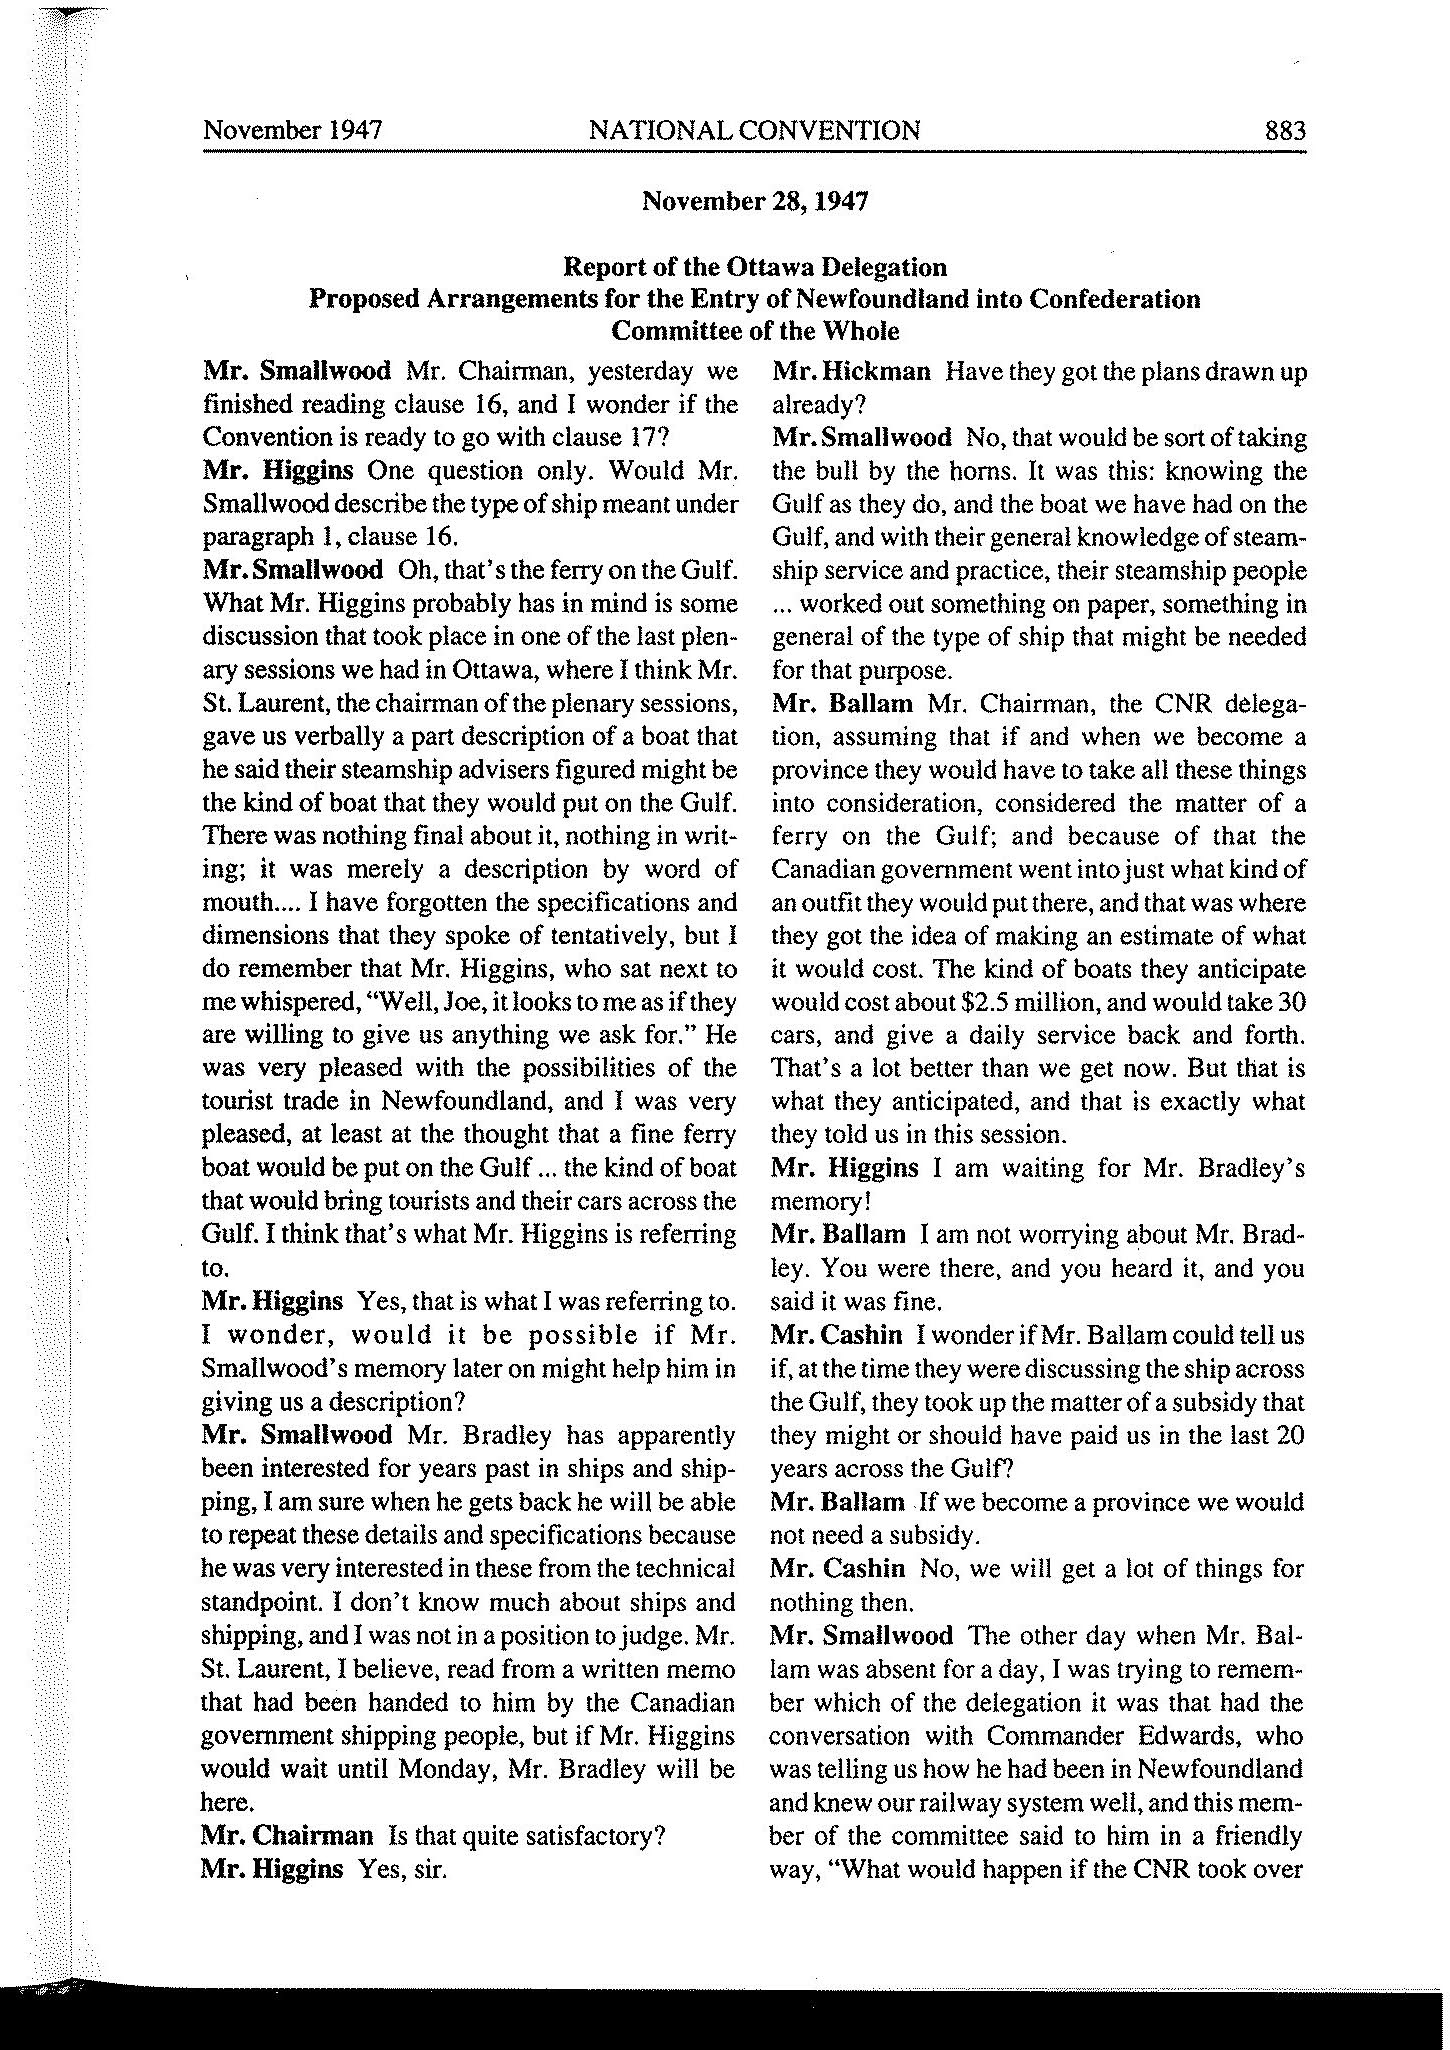 November 1947 NATIONAL CONVENTION 883
November 28, 1947
Report of the Ottawa Delegation
Proposed Arrangements for the Entry of Newfoundland into Confederation
Committee of the Whole
Mr. Smallwood Mr. Chairman, yesterday we
finished reading clause 16, and I wonder if the
Convention is ready to go with clause 17?
Mr. Higgins One question only. Would Mr.
Smallwood describe the type of ship meant under
paragraph 1, clause 16.
Mr. Smallwood Oh, that's the ferry on the Gulf.
What Mr. Higgins probably has in mind is some
discussion that took place in one of the last plen-
ary sessions we had in Ottawa, where I think Mr.
St. Laurent, the chairman of the plenary sessions,
gave us verbally a part description of a boat that
he said their steamship advisers figured might be
the kind of boat that they would put on the Gulf.
There was nothing final about it, nothing in writ-
ing; it was merely a description by word of
mouth.... I have forgotten the specifications and
dimensions that they spoke of tentatively, but I
do remember that Mr. Higgins, who sat next to
me whispered, "Well, Joe, it looks to me as if they
are willing to give us anything we ask for." He
was very pleased with the possibilities of the
tourist trade in Newfoundland, and I was very
pleased, at least at the thought that a fine ferry
boat would be put on the Gulf ... the kind of boat
that would bring tourists and their cars across the
Gulf. I think that's what Mr. Higgins is referring
to.
Mr. Higgins Yes, that is what I was referring to.
I wonder, would it be possible if Mr.
Smallwood's memory later on might help him in
giving us a description?
Mr. Smallwood Mr. Bradley has apparently
been interested for years past in ships and ship-
ping, I am sure when he gets back he will be able
to repeat these details and specifications because
he was very interested in these from the technical
standpoint. I don't know much about ships and
shipping, and I was not in a position to judge. Mr.
St. Laurent, I believe, read from a written memo
that had been handed to him by the Canadian
government shipping people, but if Mr. Higgins
would wait until Monday, Mr. Bradley will be
here.
Mr. Chairman Is that quite satisfactory?
Mr. Higgins Yes, sir.
Mr. Hickman Have they got the plans drawn up
already?
Mr. Smallwood No, that would be sort of taking
the bull by the horns. It was this: knowing the
Gulf as they do, and the boat we have had on the
Gulf, and with their general knowledge of steam-
ship service and practice, their steamship people
... worked out something on paper, something in
general of the type of ship that might be needed
for that purpose.
Mr. Ballam Mr. Chairman, the CNR delega-
tion, assuming that if and when we become a
province they would have to take all these things
into consideration, considered the matter of a
ferry on the Gulf; and because of that the
Canadian government went into just what kind of
an outfit they would put there, and that was where
they got the idea of making an estimate of what
it would cost. The kind of boats they anticipate
would cost about $2.5 million, and would take 30
cars, and give a daily service back and forth.
That's a lot better than we get now. But that is
what they anticipated, and that is exactly what
they told us in this session.
Mr. Higgins I am waiting for Mr. Bradley's
memory!
Mr. Ballam I am not worrying about Mr. Brad-
ley. You were there, and you heard it, and you
said it was fine.
Mr. Cashin I wonder if Mr. Ballam could tell us
if, at the time they were discussing the ship across
the Gulf, they took up the matter of a subsidy that
they might or should have paid us in the last 20
years across the Gulf?
Mr. Ballam If we become a province we would
not need a subsidy.
Mr. Cashin No, we will get a lot of things for
nothing then.
Mr. Smallwood The other day when Mr. Bal-
lam was absent for a day, I was trying to remem-
ber which of the delegation it was that had the
conversation with Commander Edwards, who
was telling us how he had been in Newfoundland
and knew our railway system well, and this mem-
ber of the committee said to him in a friendly
way, "What would happen if the CNR took over